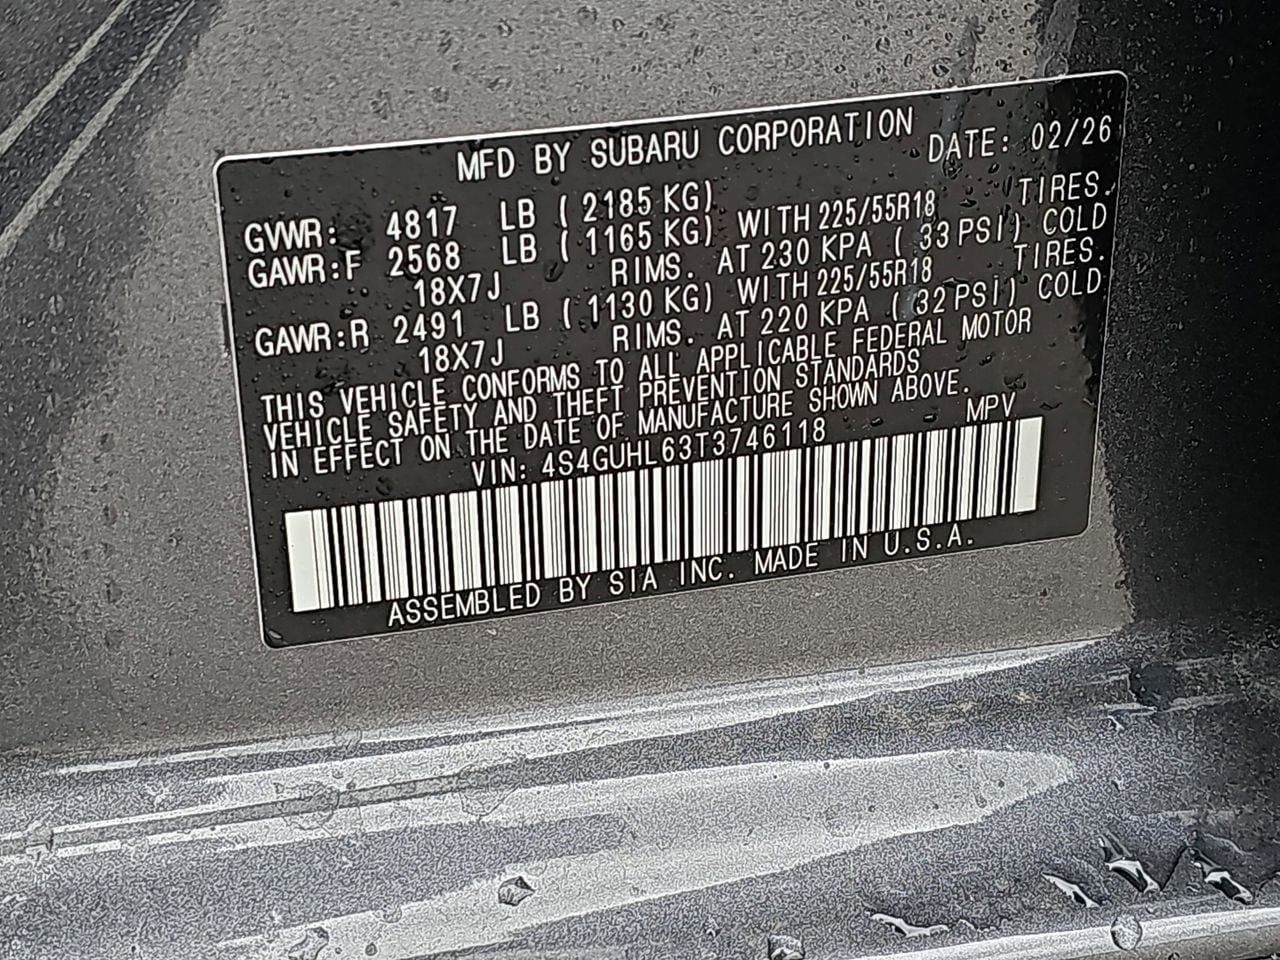 MFD BY SUBARU CORPORATION DATE: 02/26
GVWR: 4817 LB ( 2185 KG)
GAWR:F 2568 LB ( 1165 KG) WITH 225/55R18 TIRES.
18X7J RIMS. AT 230 KPA ( 33 PSI) COLD
GAWR:R 2491 LB ( 1130 KG) WITH 225/55R18 TIRES.
18X7J RIMS. AT 220 KPA ( 32 PSI) COLD
THIS VEHICLE CONFORMS TO ALL APPLICABLE FEDERAL MOTOR
VEHICLE SAFETY AND THEFT PREVENTION STANDARDS
IN EFFECT ON THE DATE OF MANUFACTURE SHOWN ABOVE.
VIN: 4S4GUHL63T3746118 MPV
ASSEMBLED BY SIA INC. MADE IN U.S.A.